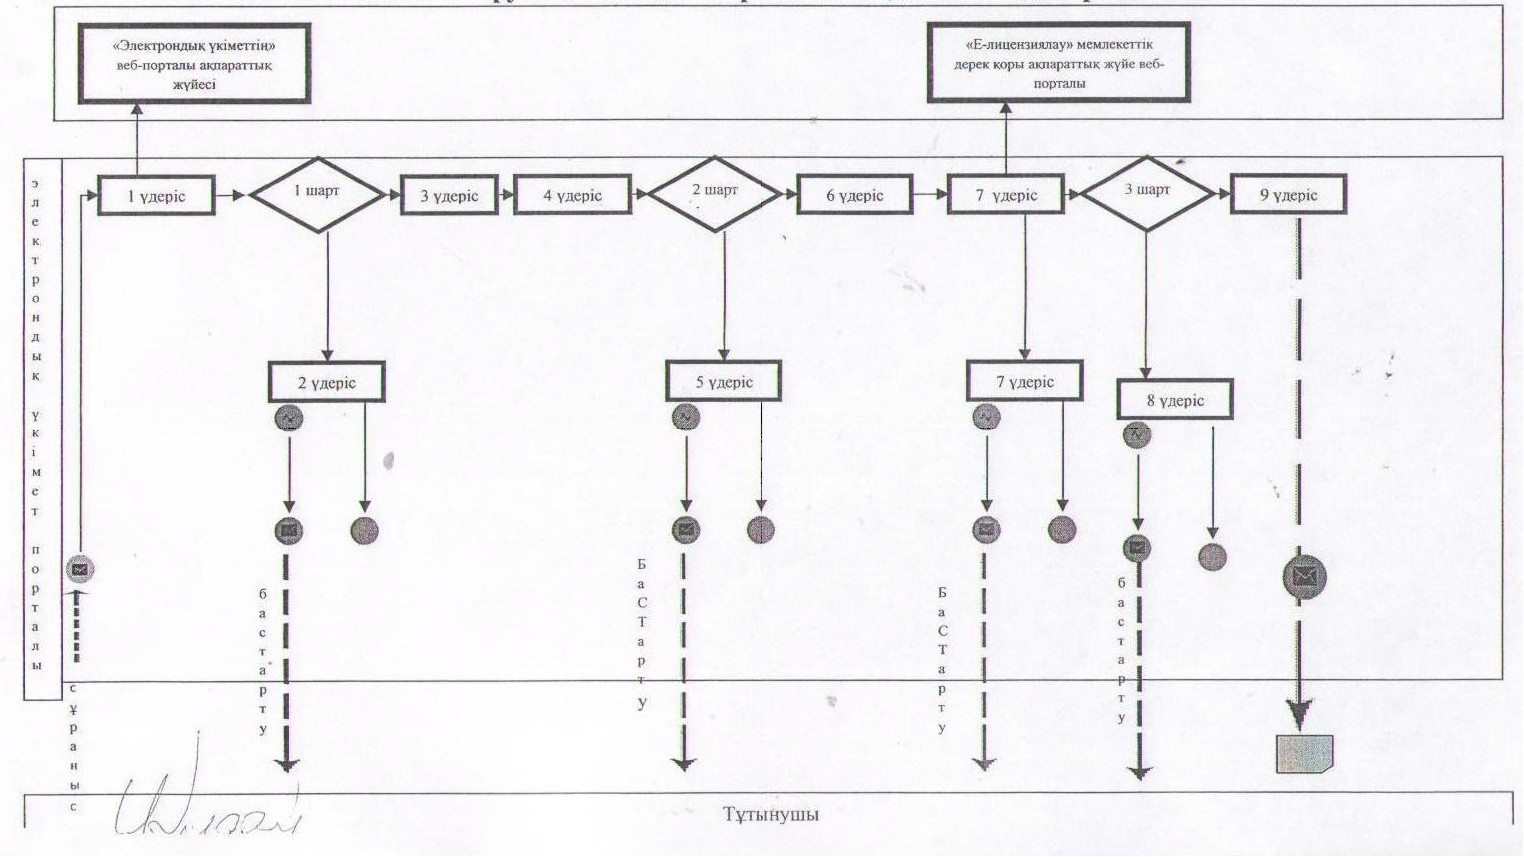 «Электрондық үкіметтің»
веб-порталы ақпараттық
жүйесі
«Е-лицензиялау» мемлекеттік
дерек қоры ақпараттық жүйе веб-
порталы
электрондық үкімет порталы
1 үдеріс
1 шарт
3 үдеріс
4 үдеріс
2 шарт
6 үдеріс
7 үдеріс
3 шарт
9 үдеріс
2 үдеріс
5 үдеріс
7 үдеріс
8 үдеріс
сұраныс
бастарту
БаСТарту
БаСТарту
бастарту
Тұтынушы